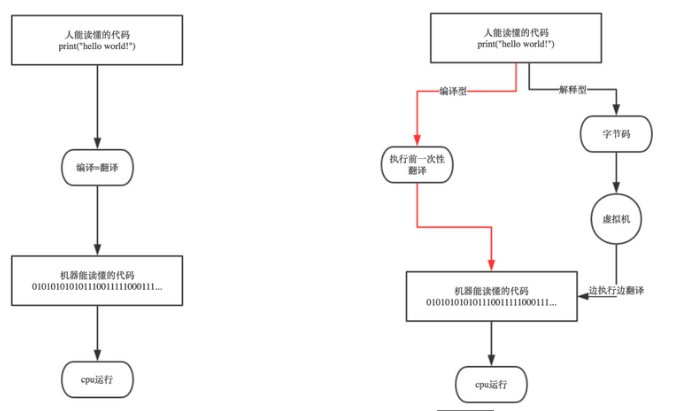 人能读懂的代码
print("hello world!")
编译=翻译
机器能读懂的代码
0101010101011100111110001​11...
cpu运行
人能读懂的代码
print("hello world!")
编译型
解释型
执行前一次性
翻译
字节码
虚拟机
边执行边翻译
机器能读懂的代码
010101010101110011111000111...
cpu运行